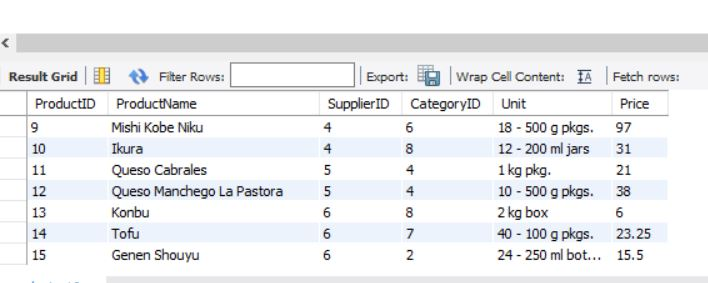 Result Grid Filter Rows: Export: Wrap Cell Content: IA Fetch rows:
ProductID ProductName SupplierID CategoryID Unit Price
9 Mishi Kobe Niku 4 6 18 - 500 g pkgs. 97
10 Ikura 4 8 12 - 200 ml jars 31
11 Queso Cabrales 5 4 1 kg pkg. 21
12 Queso Manchego La Pastora 5 4 10 - 500 g pkgs. 38
13 Konbu 6 8 2 kg box 6
14 Tofu 6 7 40 - 100 g pkgs. 23.25
15 Genen Shouyu 6 2 24 - 250 ml bot... 15.5